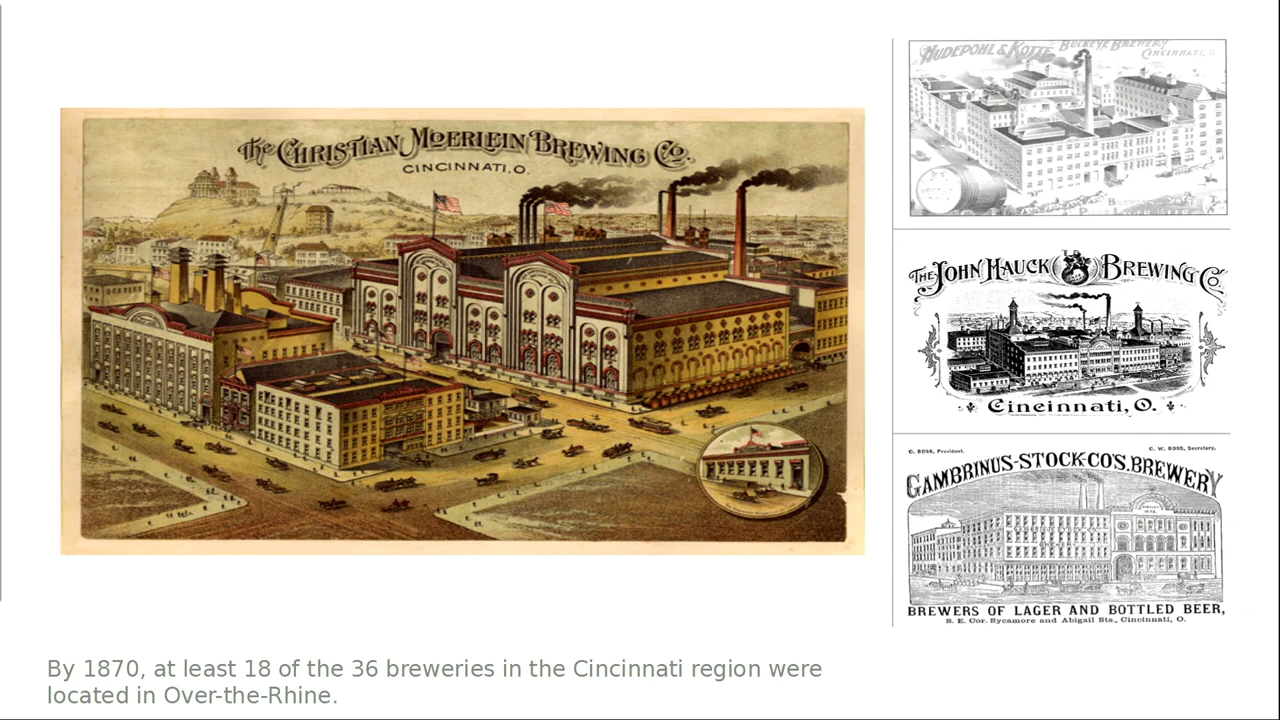 The CHRISTIAN MOERLEIN BREWING Co.
CINCINNATI, O.
HUDEPOHL & KOTTE
BUCKEYE BREWERY
CINCINNATI, O
THE JOHN HAUCK BREWING Co.
Cincinnati, O.
C. BOSS, President.
C. W. BOSS, Secretary.
GAMBRINUS-STOCK-CO'S. BREWERY
BREWERS OF LAGER AND BOTTLED BEER,
S. E. Cor. Sycamore and Abigail Sts., Cincinnati, O.
By 1870, at least 18 of the 36 breweries in the Cincinnati region were
located in Over-the-Rhine.